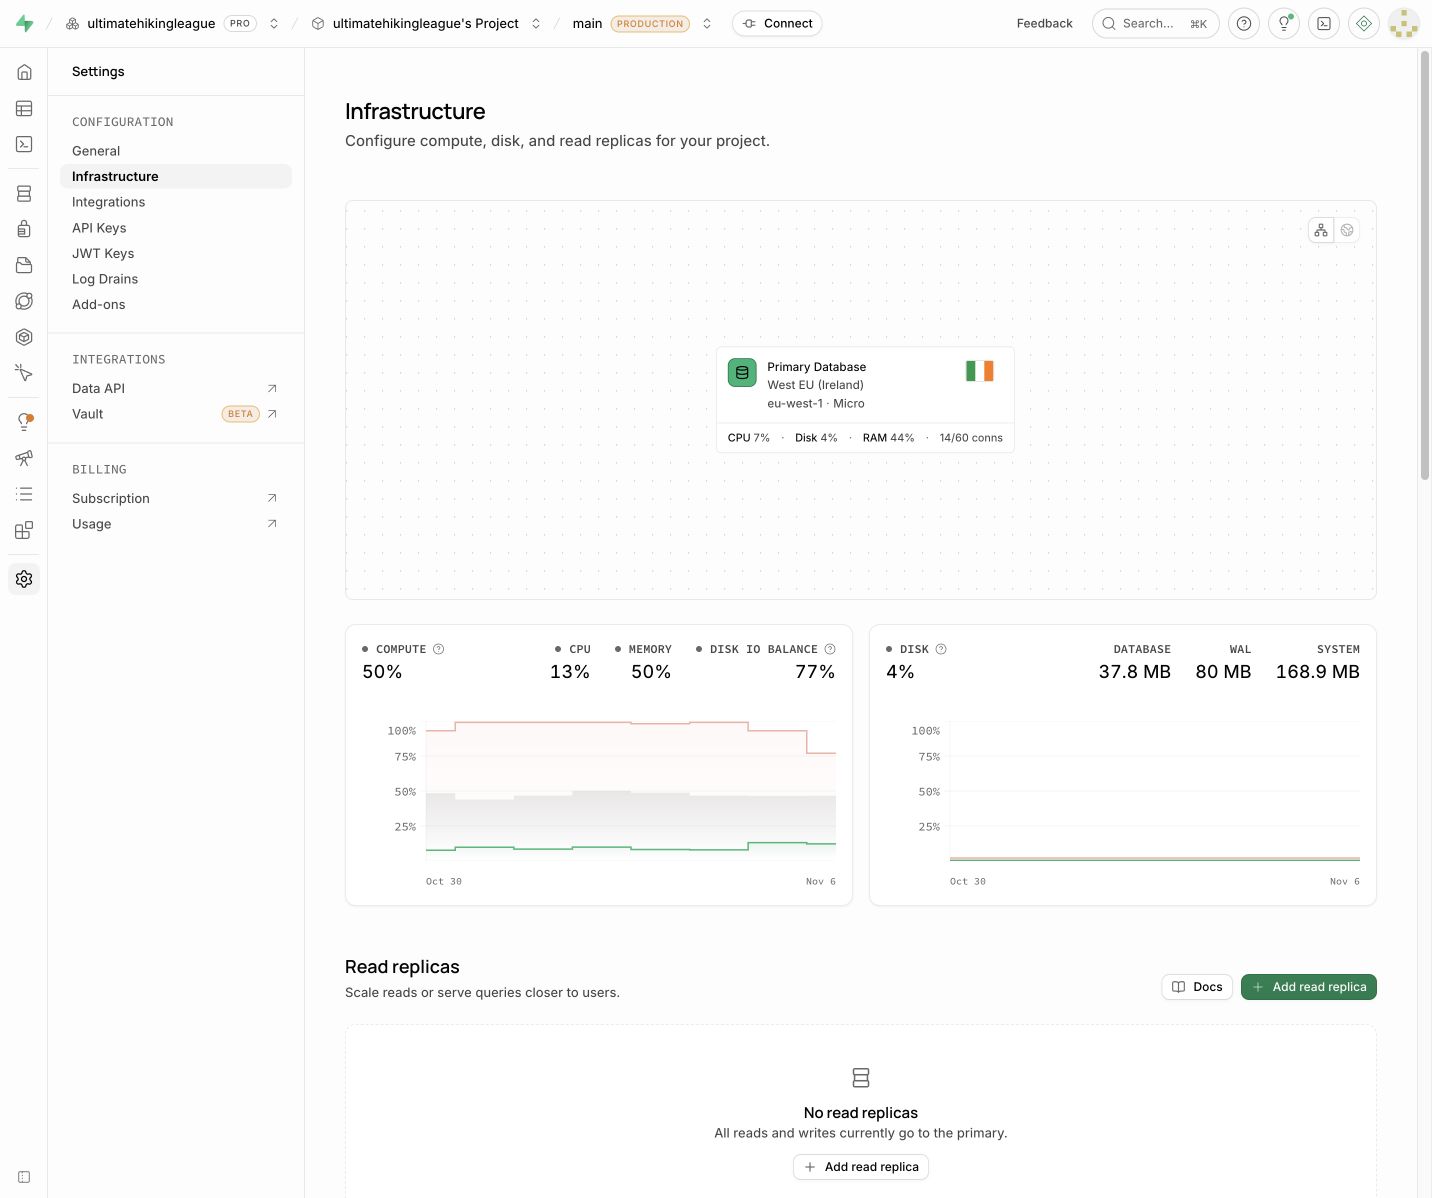 ultimatehikingleague PRO ultimatehikingleague's Project main PRODUCTION Connect Feedback Search... ⌘K
Settings
CONFIGURATION
General
Infrastructure
Integrations
API Keys
JWT Keys
Log Drains
Add-ons
INTEGRATIONS
Data API
Vault BETA
BILLING
Subscription
Usage
Infrastructure
Configure compute, disk, and read replicas for your project.
Primary Database
West EU (Ireland)
eu-west-1 · Micro
CPU 7% · Disk 4% · RAM 44% · 14/60 conns
COMPUTE CPU MEMORY DISK IO BALANCE
50% 13% 50% 77%
100%
75%
50%
25%
Oct 30 Nov 6
DISK DATABASE WAL SYSTEM
4% 37.8 MB 80 MB 168.9 MB
100%
75%
50%
25%
Oct 30 Nov 6
Read replicas
Scale reads or serve queries closer to users.
Docs Add read replica
No read replicas
All reads and writes currently go to the primary.
Add read replica